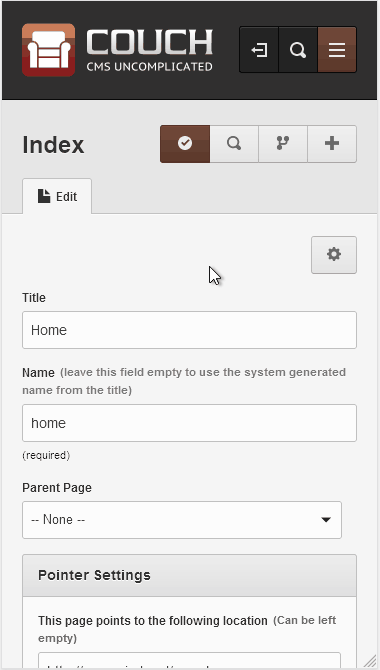 COUCH
CMS UNCOMPLICATED
Index
Edit
Title
Home
Name (leave this field empty to use the system generated
name from the title)
home
(required)
Parent Page
-- None --
Pointer Settings
This page points to the following location (Can be left
empty)